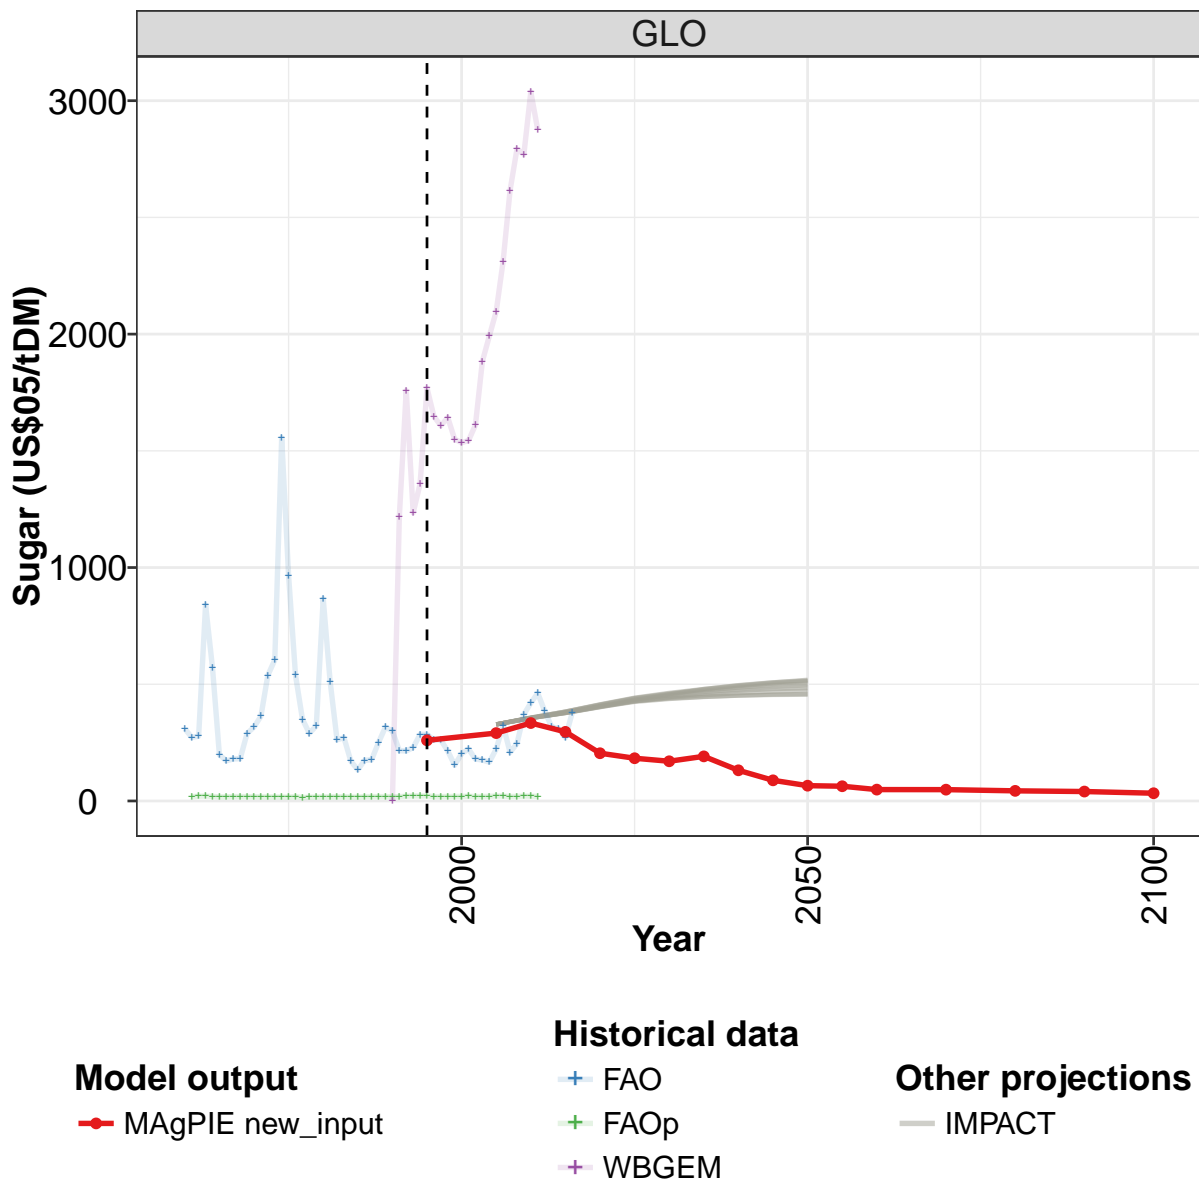 GLO
3000
2000
1000
0
Sugar (US$05/tDM)
2000
2050
2100
Year
Model output
MAgPIE new_input
Historical data
FAO
FAOp
WBGEM
Other projections
IMPACT